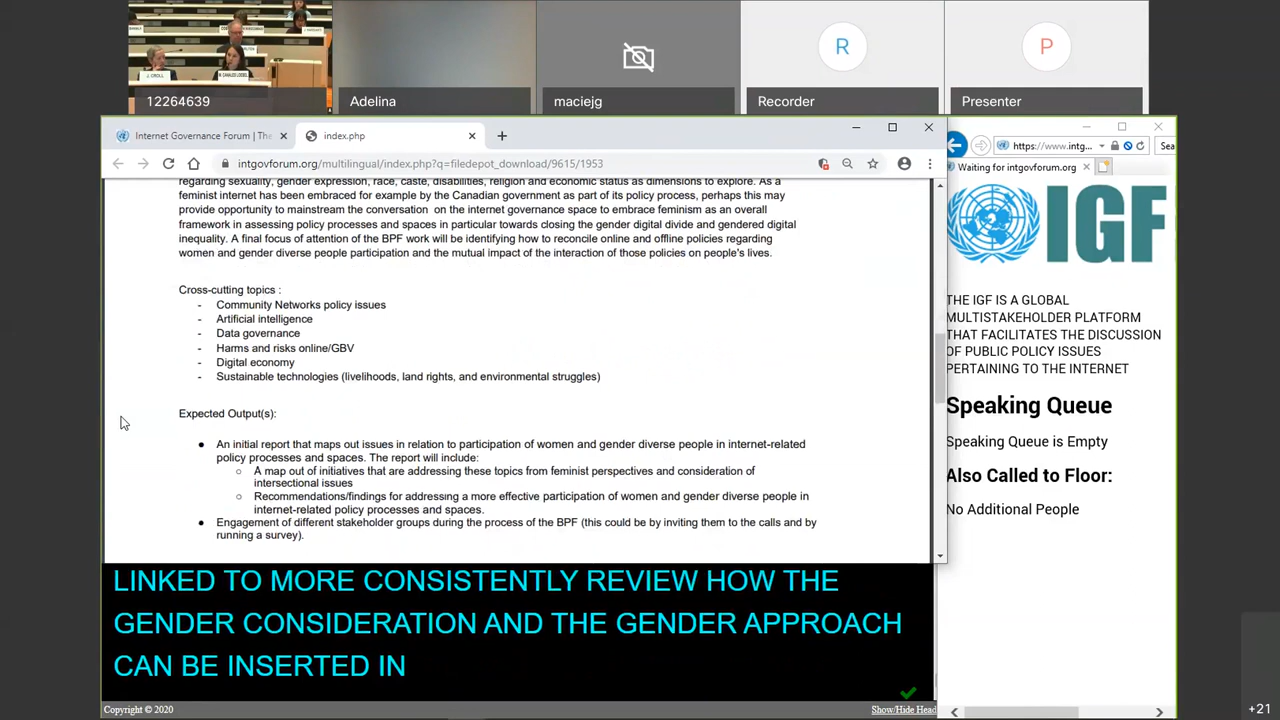 J. CROLL
N. CANALES LOEBEL
12264639
Adelina
maciejg
R
Recorder
P
Presenter
Internet Governance Forum | The
index.php
intgovforum.org/multilingual/index.php?q=filedepot_download/9615/1953
regarding sexuality, gender expression, race, caste, disabilities, religion and economic status as dimensions to explore. As a
feminist internet has been embraced for example by the Canadian government as part of its policy process, perhaps this may
provide opportunity to mainstream the conversation on the internet governance space to embrace feminism as an overall
framework in assessing policy processes and spaces in particular towards closing the gender digital divide and gendered digital
inequality. A final focus of attention of the BPF work will be identifying how to reconcile online and offline policies regarding
women and gender diverse people participation and the mutual impact of the interaction of those policies on people's lives.
Cross-cutting topics :
- Community Networks policy issues
- Artificial intelligence
- Data governance
- Harms and risks online/GBV
- Digital economy
- Sustainable technologies (livelihoods, land rights, and environmental struggles)
Expected Output(s):
● An initial report that maps out issues in relation to participation of women and gender diverse people in internet-related
policy processes and spaces. The report will include:
○ A map out of initiatives that are addressing these topics from feminist perspectives and consideration of
intersectional issues
○ Recommendations/findings for addressing a more effective participation of women and gender diverse people in
internet-related policy processes and spaces.
● Engagement of different stakeholder groups during the process of the BPF (this could be by inviting them to the calls and by
running a survey).
LINKED TO MORE CONSISTENTLY REVIEW HOW THE
GENDER CONSIDERATION AND THE GENDER APPROACH
CAN BE INSERTED IN
Copyright © 2020
Show/Hide Head
https://www.intg...
Sea
Waiting for intgovforum.org
IGF
THE IGF IS A GLOBAL
MULTISTAKEHOLDER PLATFORM
THAT FACILITATES THE DISCUSSION
OF PUBLIC POLICY ISSUES
PERTAINING TO THE INTERNET
Speaking Queue
Speaking Queue is Empty
Also Called to Floor:
No Additional People
+21